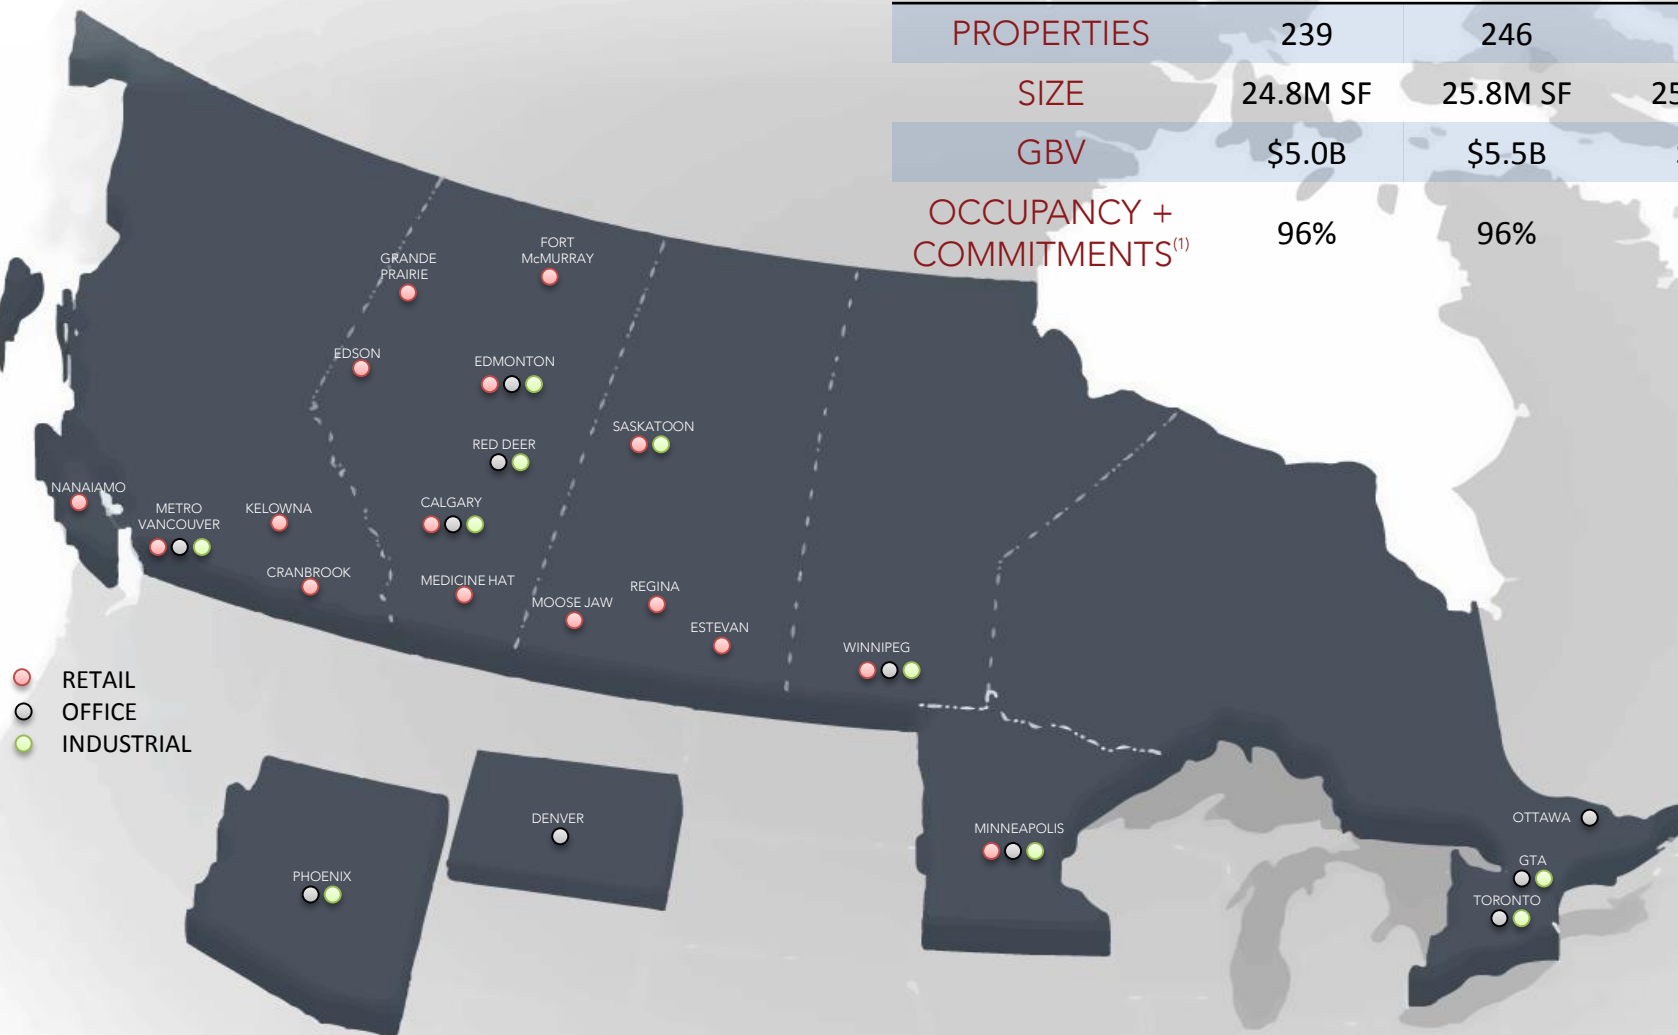 PROPERTIES 239 246
SIZE 24.8M SF 25.8M SF 25
GBV $5.0B $5.5B
OCCUPANCY +
COMMITMENTS(1) 96% 96%
FORT
McMURRAY
GRANDE
PRAIRIE
EDSON
EDMONTON
SASKATOON
RED DEER
NANAIAMO
METRO
VANCOUVER
KELOWNA
CALGARY
CRANBROOK
MEDICINE HAT
MOOSE JAW
REGINA
ESTEVAN
WINNIPEG
RETAIL
OFFICE
INDUSTRIAL
DENVER
PHOENIX
MINNEAPOLIS
OTTAWA
GTA
TORONTO